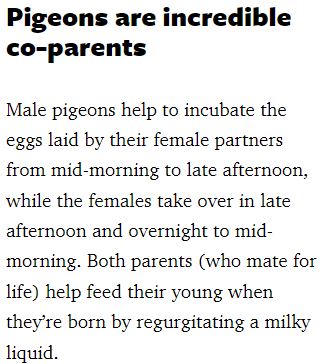 Pigeons are incredible
co-parents
Male pigeons help to incubate the
eggs laid by their female partners
from mid-morning to late afternoon,
while the females take over in late
afternoon and overnight to mid-
morning. Both parents (who mate for
life) help feed their young when
they’re born by regurgitating a milky
liquid.